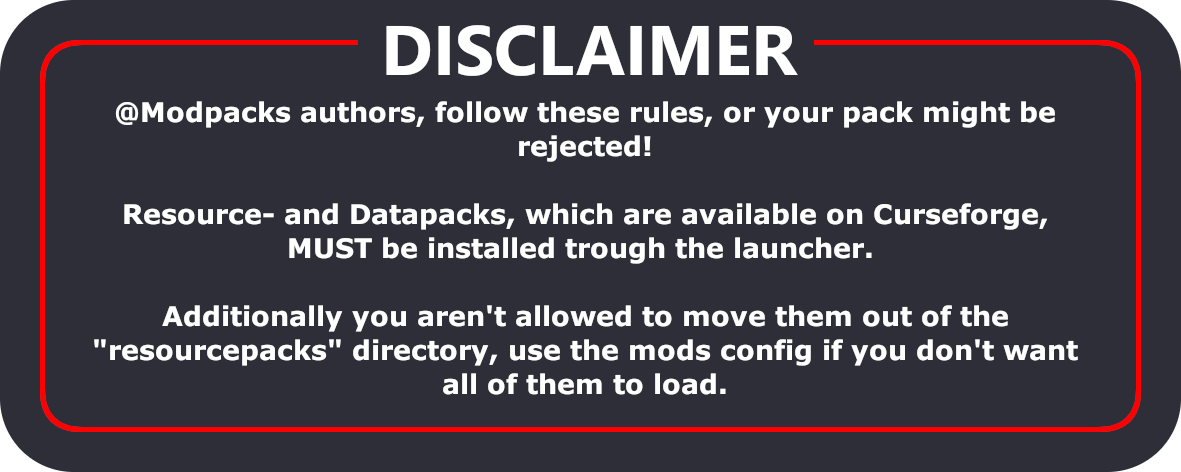 DISCLAIMER
@Modpacks authors, follow these rules, or your pack might be
rejected!
Resource- and Datapacks, which are available on Curseforge,
MUST be installed trough the launcher.
Additionally you aren't allowed to move them out of the
"resourcepacks" directory, use the mods config if you don't want
all of them to load.